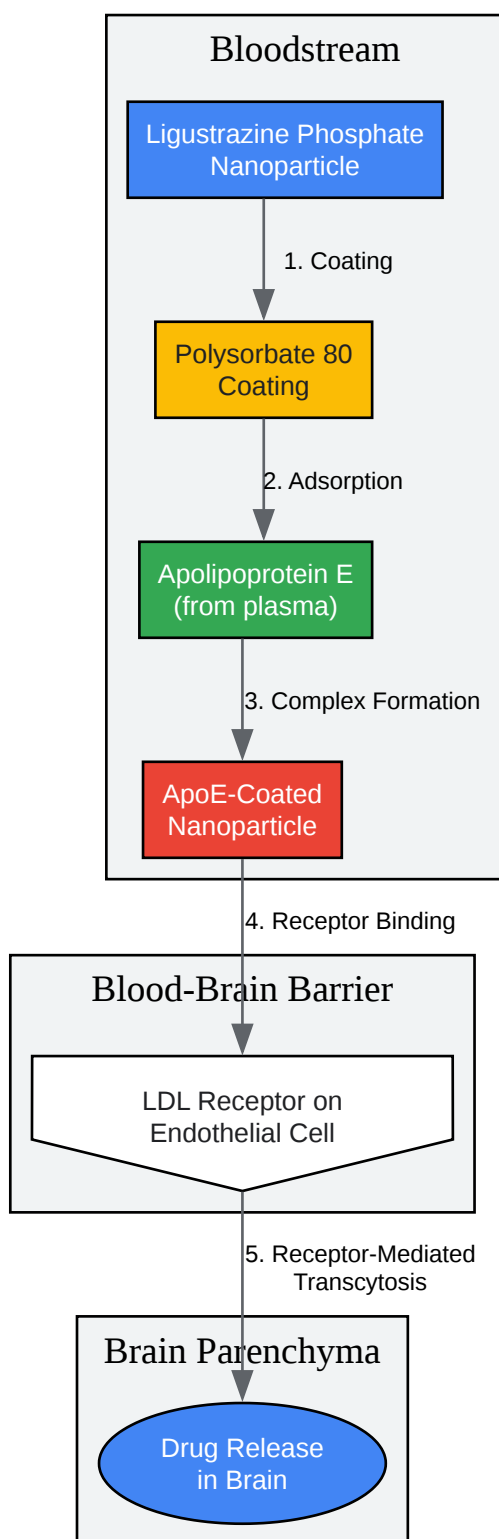 Bloodstream
Ligustrazine Phosphate
Nanoparticle
1. Coating
Polysorbate 80
Coating
2. Adsorption
Apolipoprotein E
(from plasma)
3. Complex Formation
ApoE-Coated
Nanoparticle
4. Receptor Binding
Blood-Brain Barrier
LDL Receptor on
Endothelial Cell
5. Receptor-Mediated
Transcytosis
Brain Parenchyma
Drug Release
in Brain